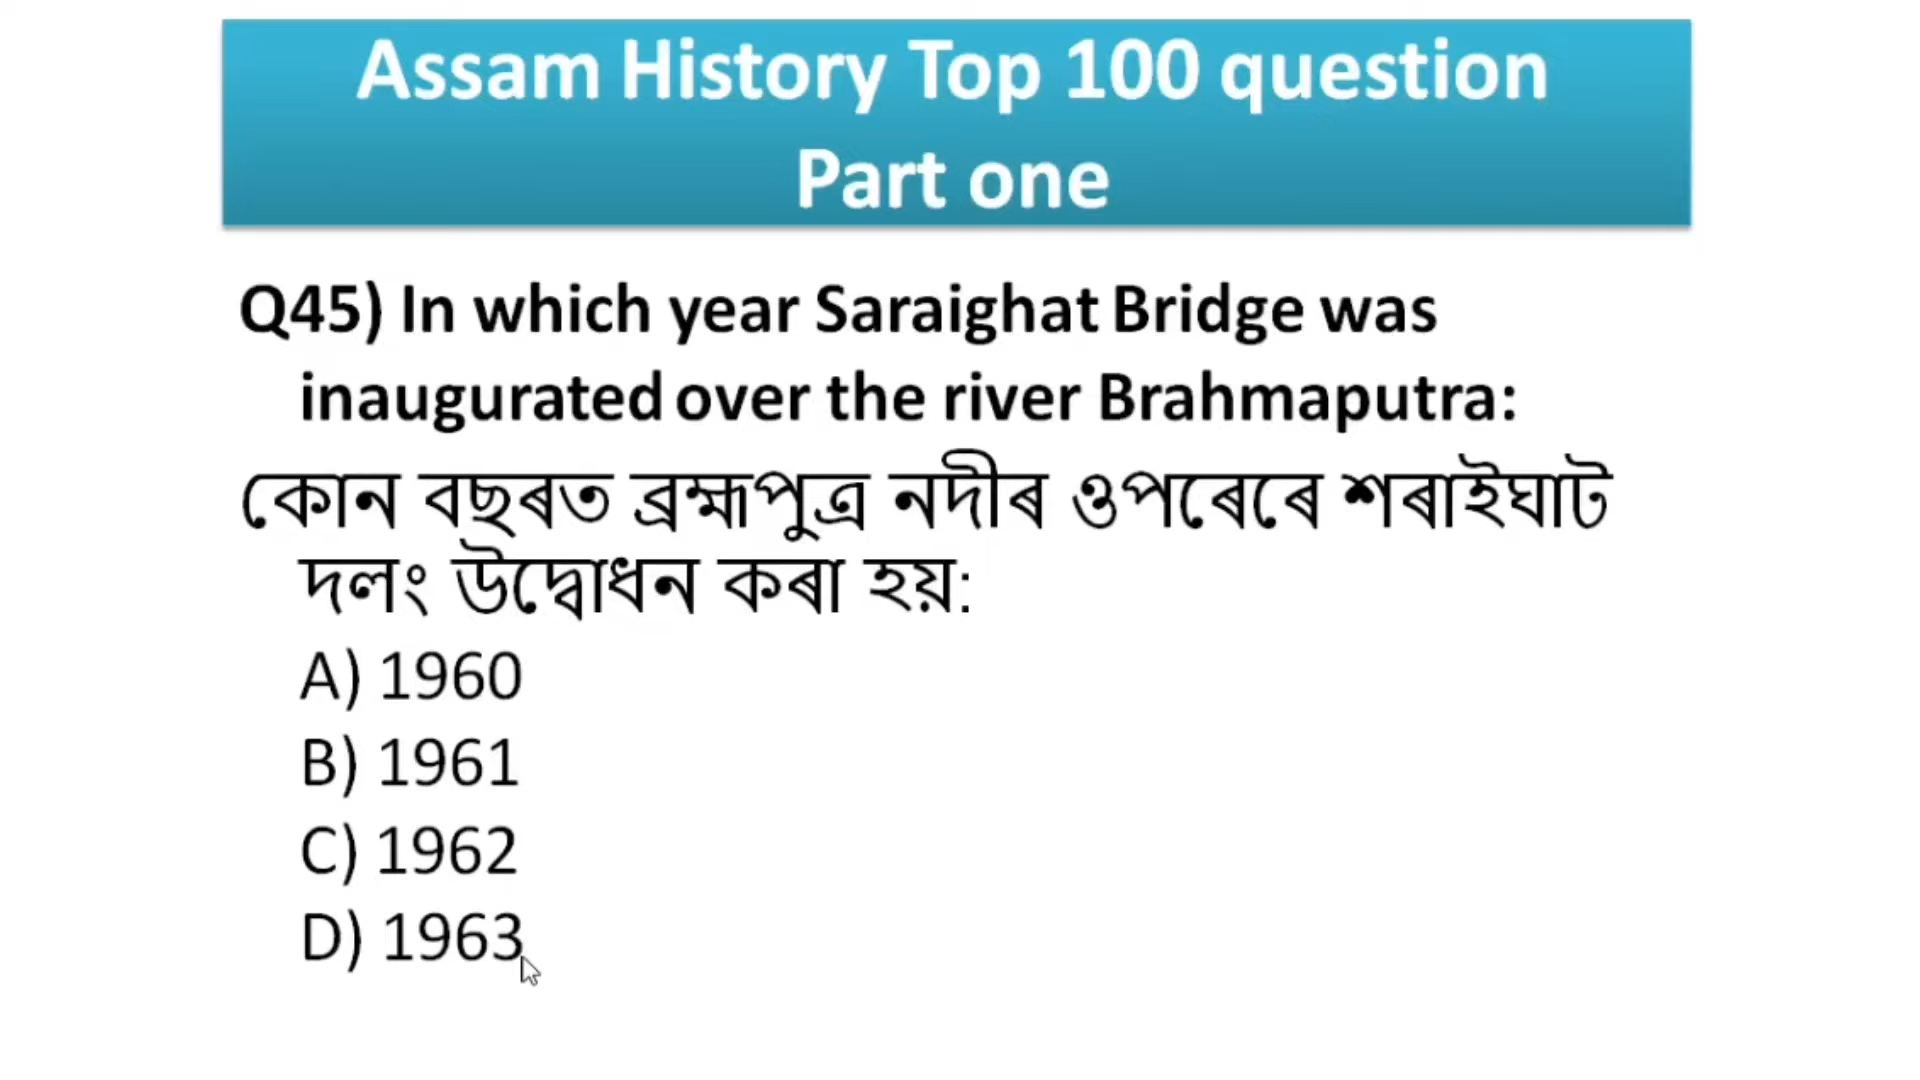 Assam History Top 100 question
Part one
Q45) In which year Saraighat Bridge was
inaugurated over the river Brahmaputra:
কোন বছৰত ব্ৰহ্মপুত্ৰ নদীৰ ওপৰেৰে শৰাইঘাট
দলং উদ্বোধন কৰা হয়:
A) 1960
B) 1961
C) 1962
D) 1963